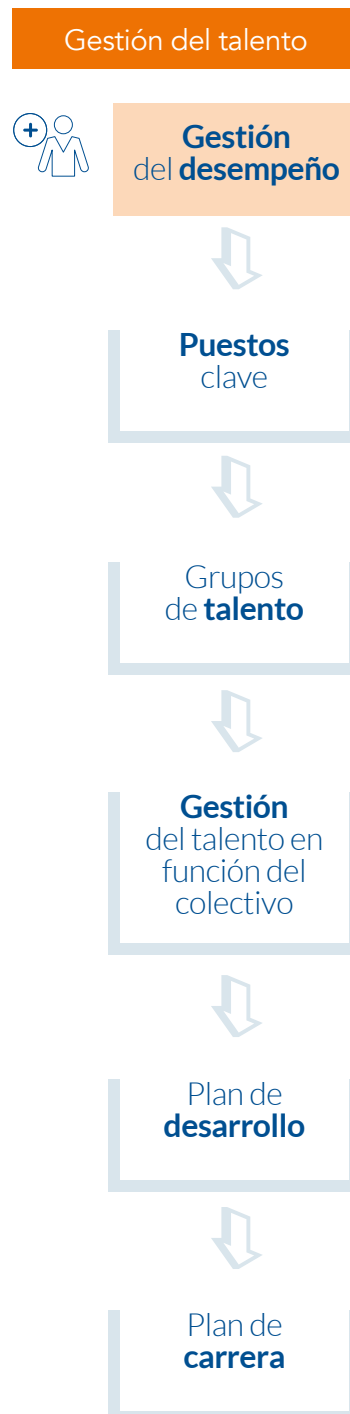 Gestión del talento
Gestión
del desempeño
Puestos
clave
Grupos
de talento
Gestión
del talento en
función del
colectivo
Plan de
desarrollo
Plan de
carrera